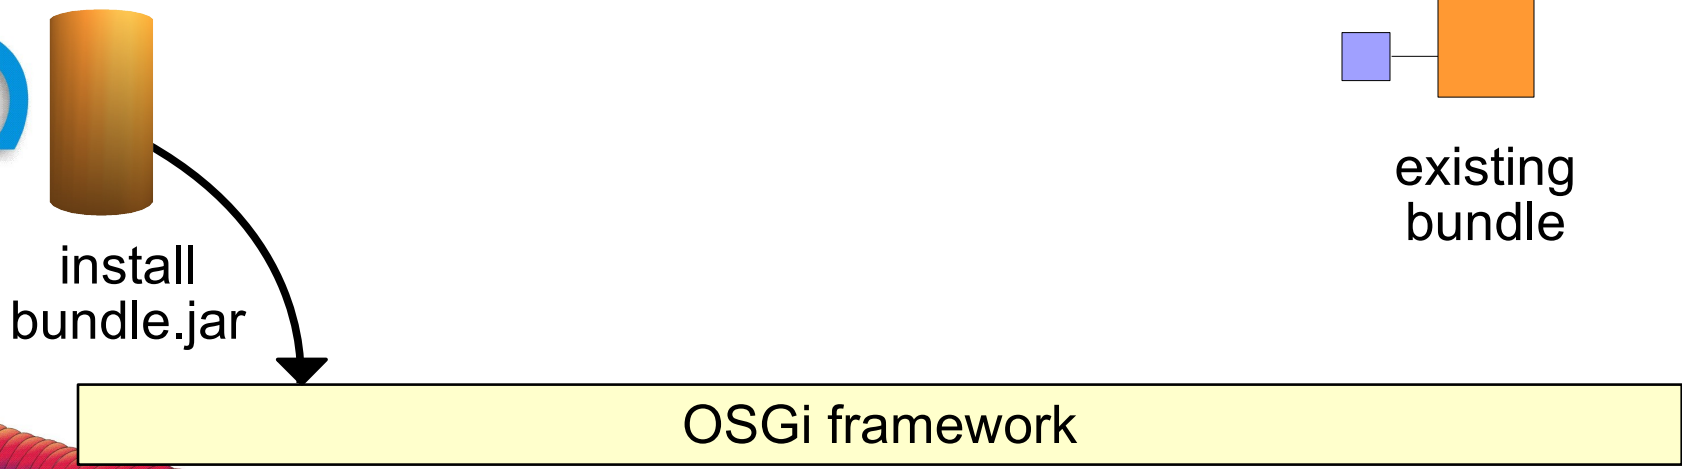 existing
bundle
install
bundle.jar
OSGi framework